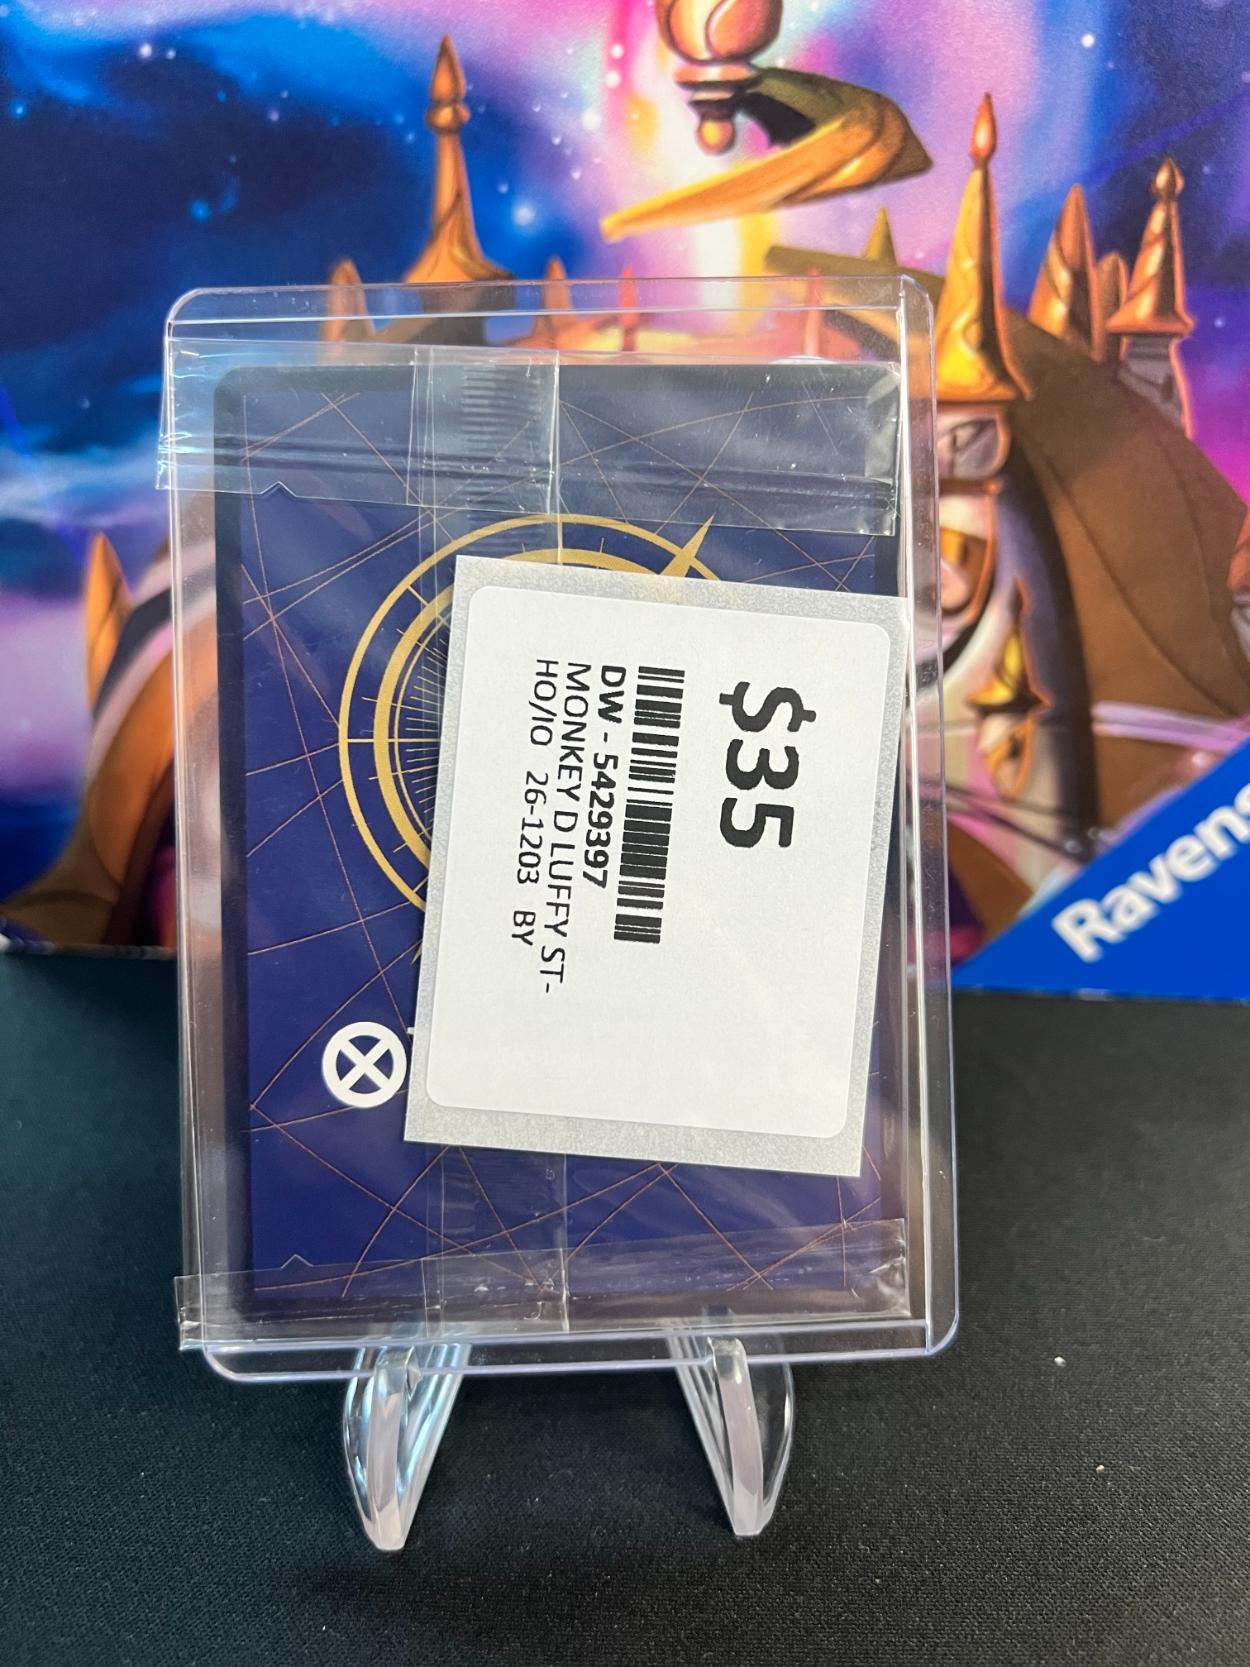 $35
DW - 5429397
MONKEY D LUFFY ST-
HO/IO 26-1203 BY
Ravens